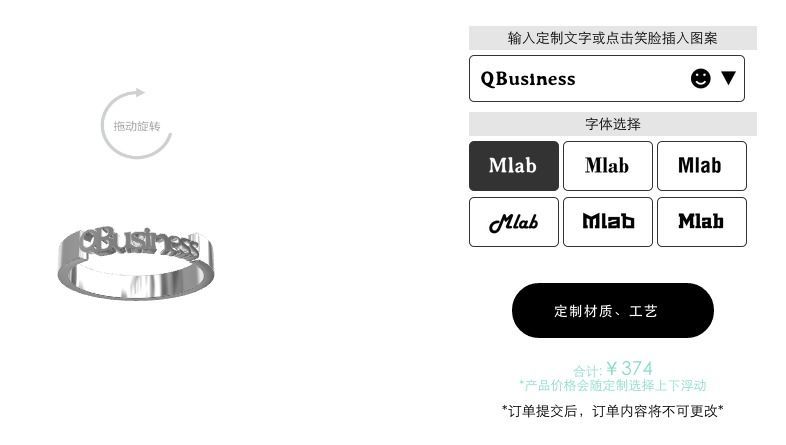 输入定制文字或点击笑脸插入图案
QBusiness
字体选择
Mlab Mlab Mlab
Mlab Mlab Mlab
拖动旋转
QBusiness
定制材质、工艺
合计:￥374
*产品价格会随定制选择上下浮动
*订单提交后，订单内容将不可更改*